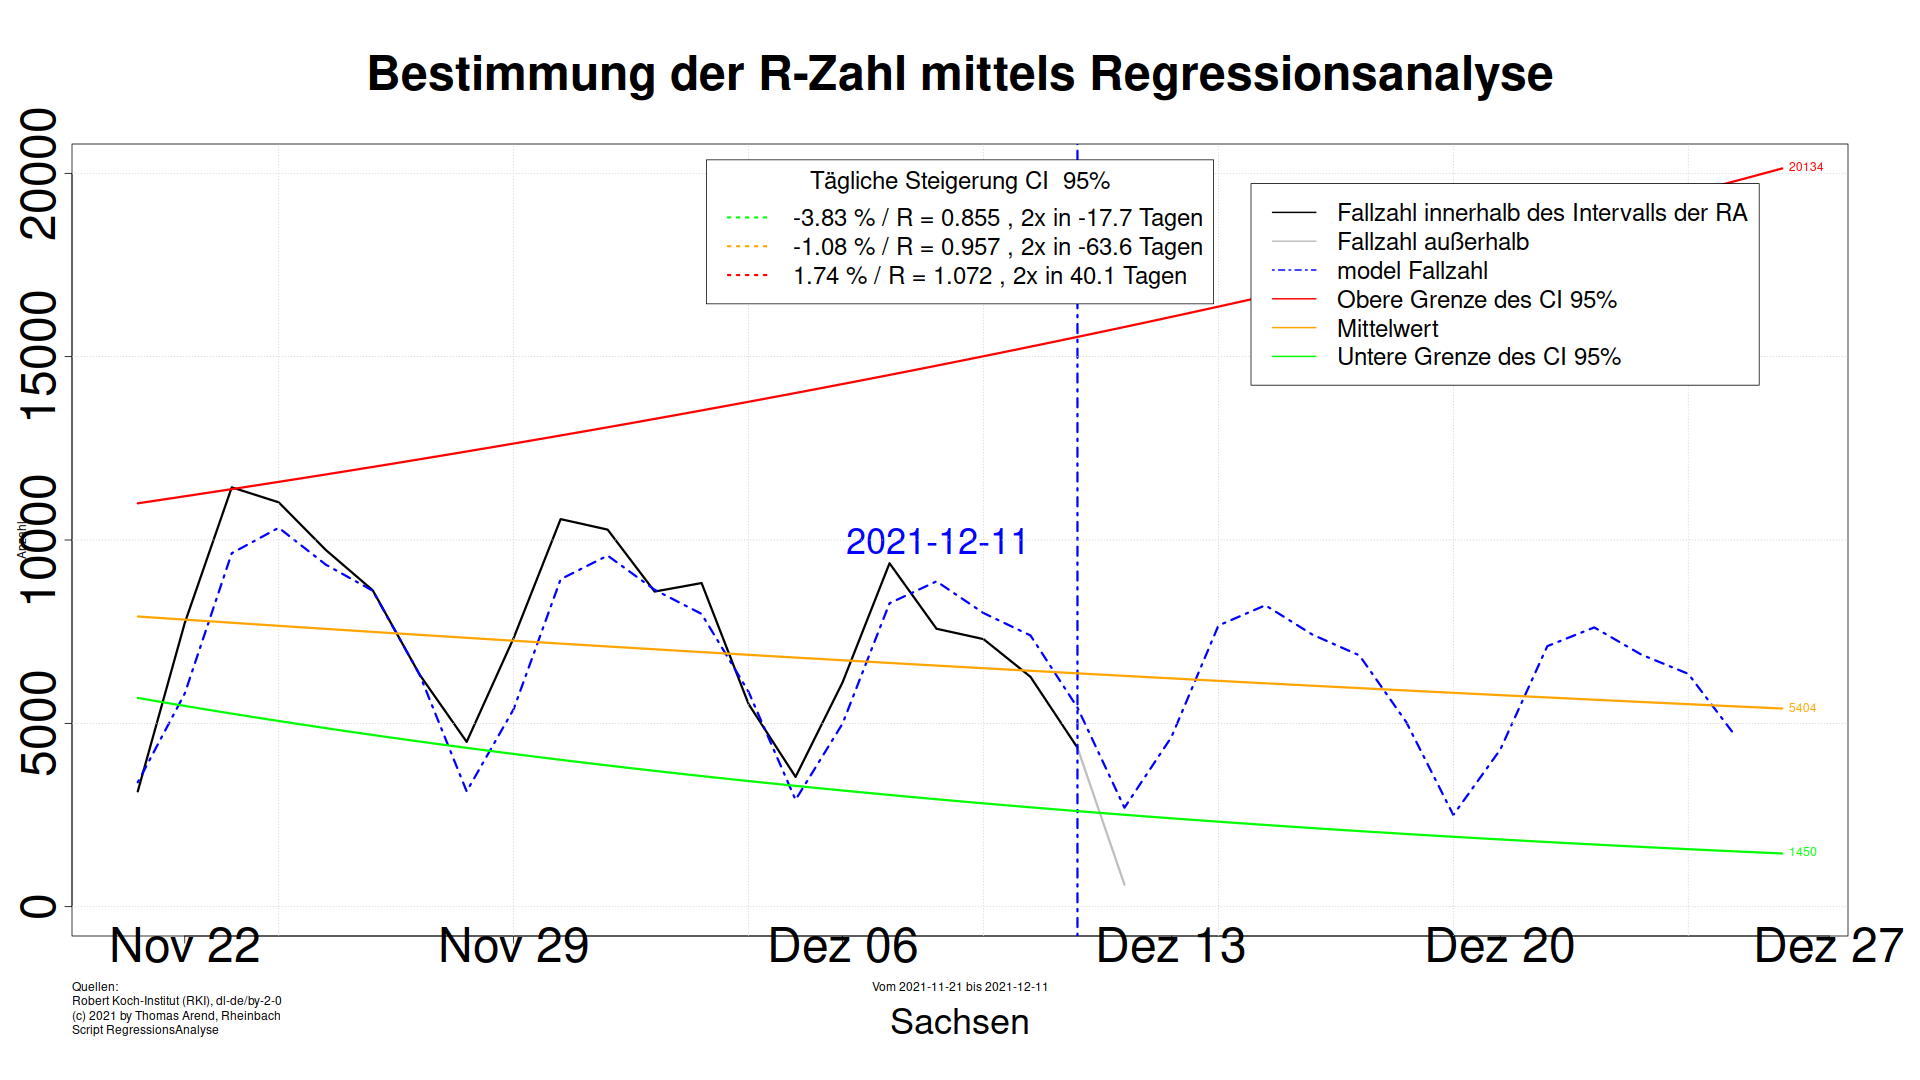 Bestimmung der R-Zahl mittels Regressionsanalyse
Tägliche Steigerung CI  95%
-3.83 % / R = 0.855 , 2x in -17.7 Tagen
-1.08 % / R = 0.957 , 2x in -63.6 Tagen
1.74 % / R = 1.072 , 2x in 40.1 Tagen
20134
Fallzahl innerhalb des Intervalls der RA
Fallzahl außerhalb
model Fallzahl
Obere Grenze des CI 95%
Mittelwert
Untere Grenze des CI 95%
20000
15000
10000
5000
0
Anzahl
2021-12-11
5404
1450
Nov 22
Nov 29
Dez 06
Dez 13
Dez 20
Dez 27
Quellen:
Robert Koch-Institut (RKI), dl-de/by-2-0
(c) 2021 by Thomas Arend, Rheinbach
Script RegressionsAnalyse
Vom 2021-11-21 bis 2021-12-11
Sachsen